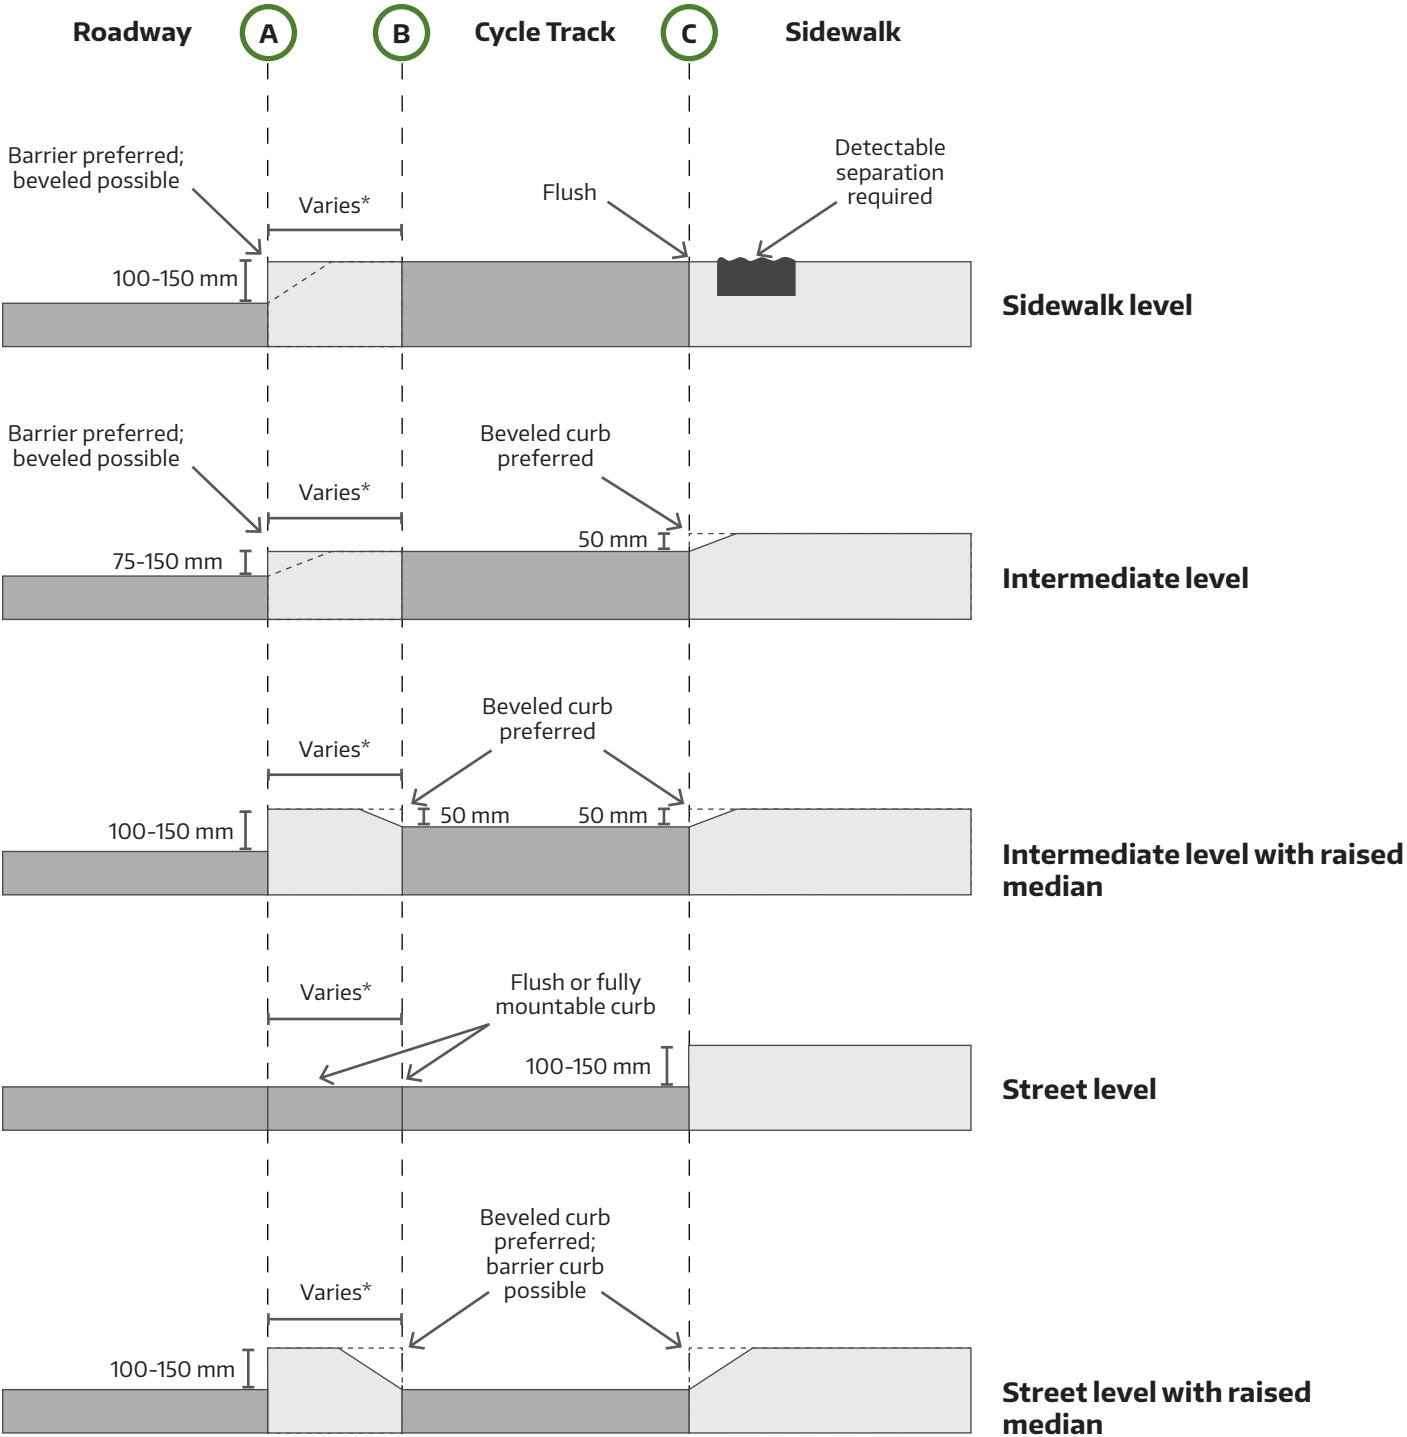 Roadway
A
B
Cycle Track
C
Sidewalk
Barrier preferred;
beveled possible
Varies*
Flush
Detectable
separation
required
100-150 mm
Sidewalk level
Barrier preferred;
beveled possible
Varies*
Beveled curb
preferred
75-150 mm
50 mm
Intermediate level
Beveled curb
preferred
Varies*
100-150 mm
50 mm
50 mm
Intermediate level with raised
median
Varies*
Flush or fully
mountable curb
100-150 mm
Street level
Beveled curb
preferred;
barrier curb
possible
Varies*
100-150 mm
Street level with raised
median